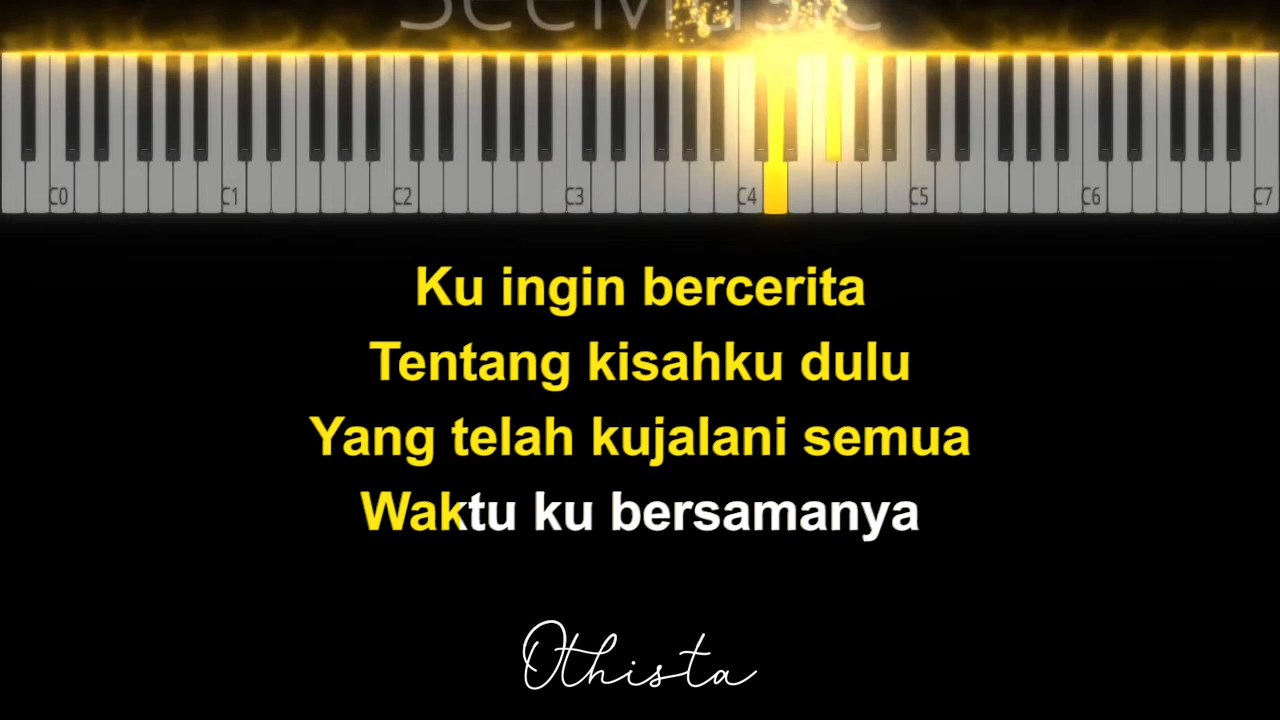 SeeMusic
C0 C1 C2 C3 C4 C5 C6 C7
Ku ingin bercerita
Tentang kisahku dulu
Yang telah kujalani semua
Waktu ku bersamanya
Othista